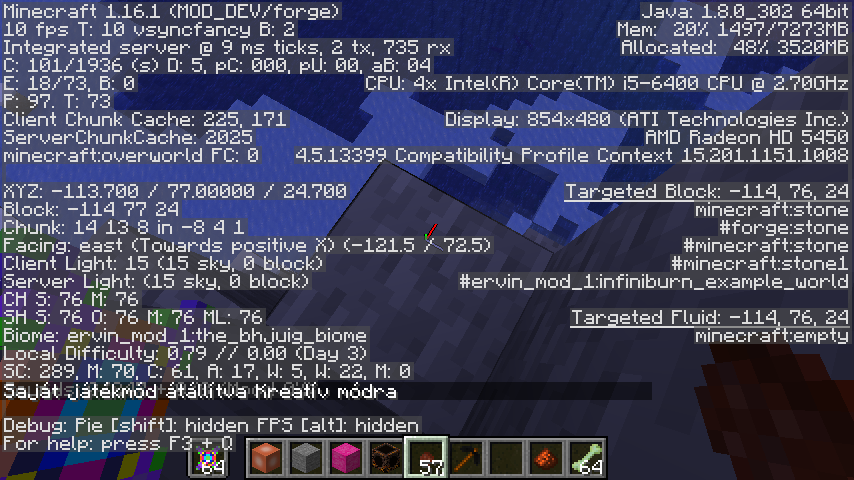 Minecraft 1.16.1 (MOD_DEV/forge)
10 fps T: 10 vsyncfancy B: 2
Integrated server @ 9 ms ticks, 2 tx, 735 rx
C: 101/1936 (s) D: 5, pC: 000, pU: 00, aB: 04
E: 18/73, B: 0
P: 97. T: 73
Client Chunk Cache: 225, 171
ServerChunkCache: 2025
minecraft:overworld FC: 0
XYZ: -113.700 / 77.00000 / 24.700
Block: -114 77 24
Chunk: 14 13 8 in -8 4 1
Facing: east (Towards positive X) (-121.5 / 72.5)
Client Light: 15 (15 sky, 0 block)
Server Light: (15 sky, 0 block)
CH S: 76 M: 76
SH S: 76 O: 76 M: 76 ML: 76
Biome: ervin_mod_1:the_bhjuig_biome
Local Difficulty: 0.79 // 0.00 (Day 3)
SC: 289, M: 70, C: 61, A: 17, W: 5, W: 22, M: 0
Saját játékmód átállítva Kreatív módra
Debug: Pie [shift]: hidden FPS [alt]: hidden
For help: press F3 + Q
Java: 1.8.0_302 64bit
Mem: 20% 1497/7273MB
Allocated: 48% 3520MB
CPU: 4x Intel(R) Core(TM) i5-6400 CPU @ 2.70GHz
Display: 854x480 (ATI Technologies Inc.)
AMD Radeon HD 5450
4.5.13399 Compatibility Profile Context 15.201.1151.1008
Targeted Block: -114, 76, 24
minecraft:stone
#forge:stone
#minecraft:stone
#minecraft:stone1
#ervin_mod_1:infiniburn_example_world
Targeted Fluid: -114, 76, 24
minecraft:empty
64
57
64